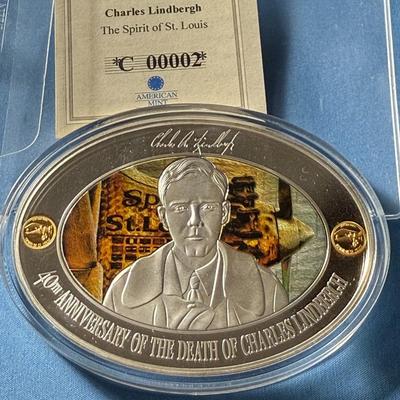 Charles Lindbergh
The Spirit of St. Louis
*C 00002*
AMERICAN
MINT
Charles A. Lindbergh
Sp
St.L
40TH ANNIVERSARY OF THE DEATH OF CHARLES LINDBERGH